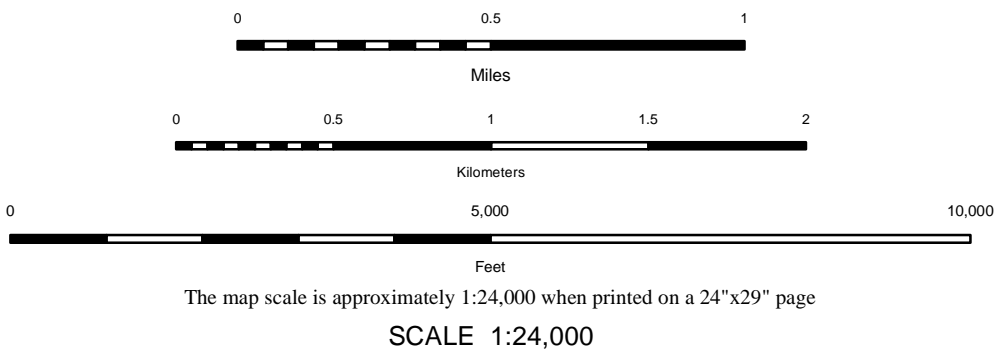 0 0.5 1
Miles
0 0.5 1 1.5 2
Kilometers
0 5,000 10,000
Feet
The map scale is approximately 1:24,000 when printed on a 24"x29" page
SCALE 1:24,000